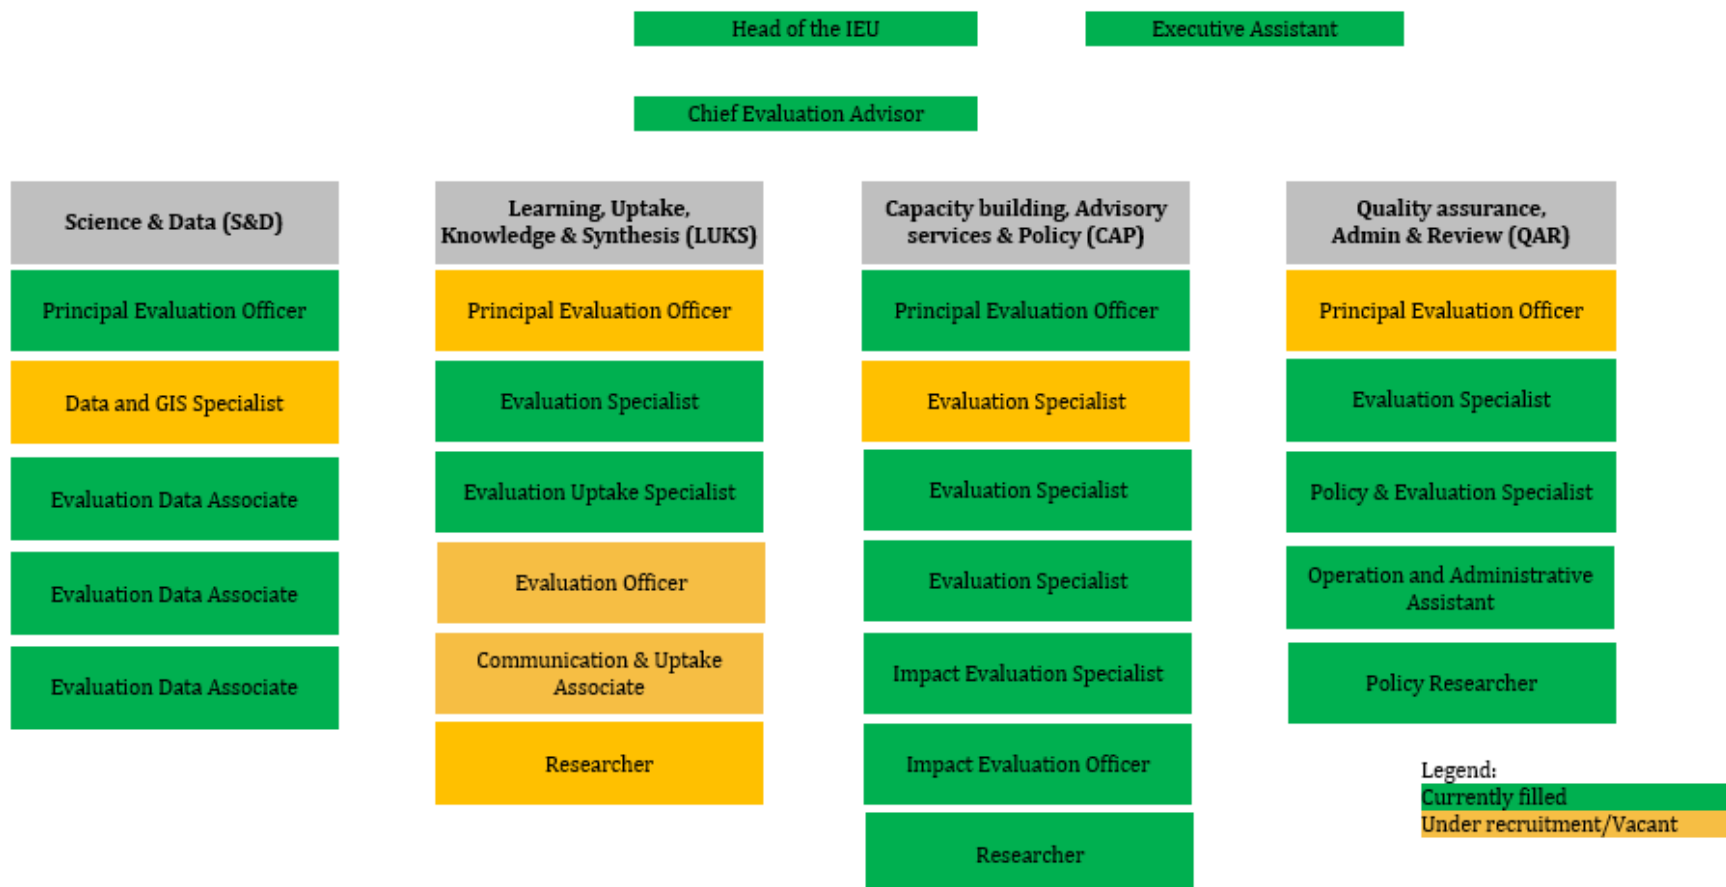 Head of the IEU
Executive Assistant
Chief Evaluation Advisor
Science & Data (S&D)
Principal Evaluation Officer
Data and GIS Specialist
Evaluation Data Associate
Evaluation Data Associate
Evaluation Data Associate
Learning, Uptake,
Knowledge & Synthesis (LUKS)
Principal Evaluation Officer
Evaluation Specialist
Evaluation Uptake Specialist
Evaluation Officer
Communication & Uptake
Associate
Researcher
Capacity building, Advisory
services & Policy (CAP)
Principal Evaluation Officer
Evaluation Specialist
Evaluation Specialist
Evaluation Specialist
Impact Evaluation Specialist
Impact Evaluation Officer
Researcher
Quality assurance,
Admin & Review (QAR)
Principal Evaluation Officer
Evaluation Specialist
Policy & Evaluation Specialist
Operation and Administrative
Assistant
Policy Researcher
Legend:
Currently filled
Under recruitment/Vacant